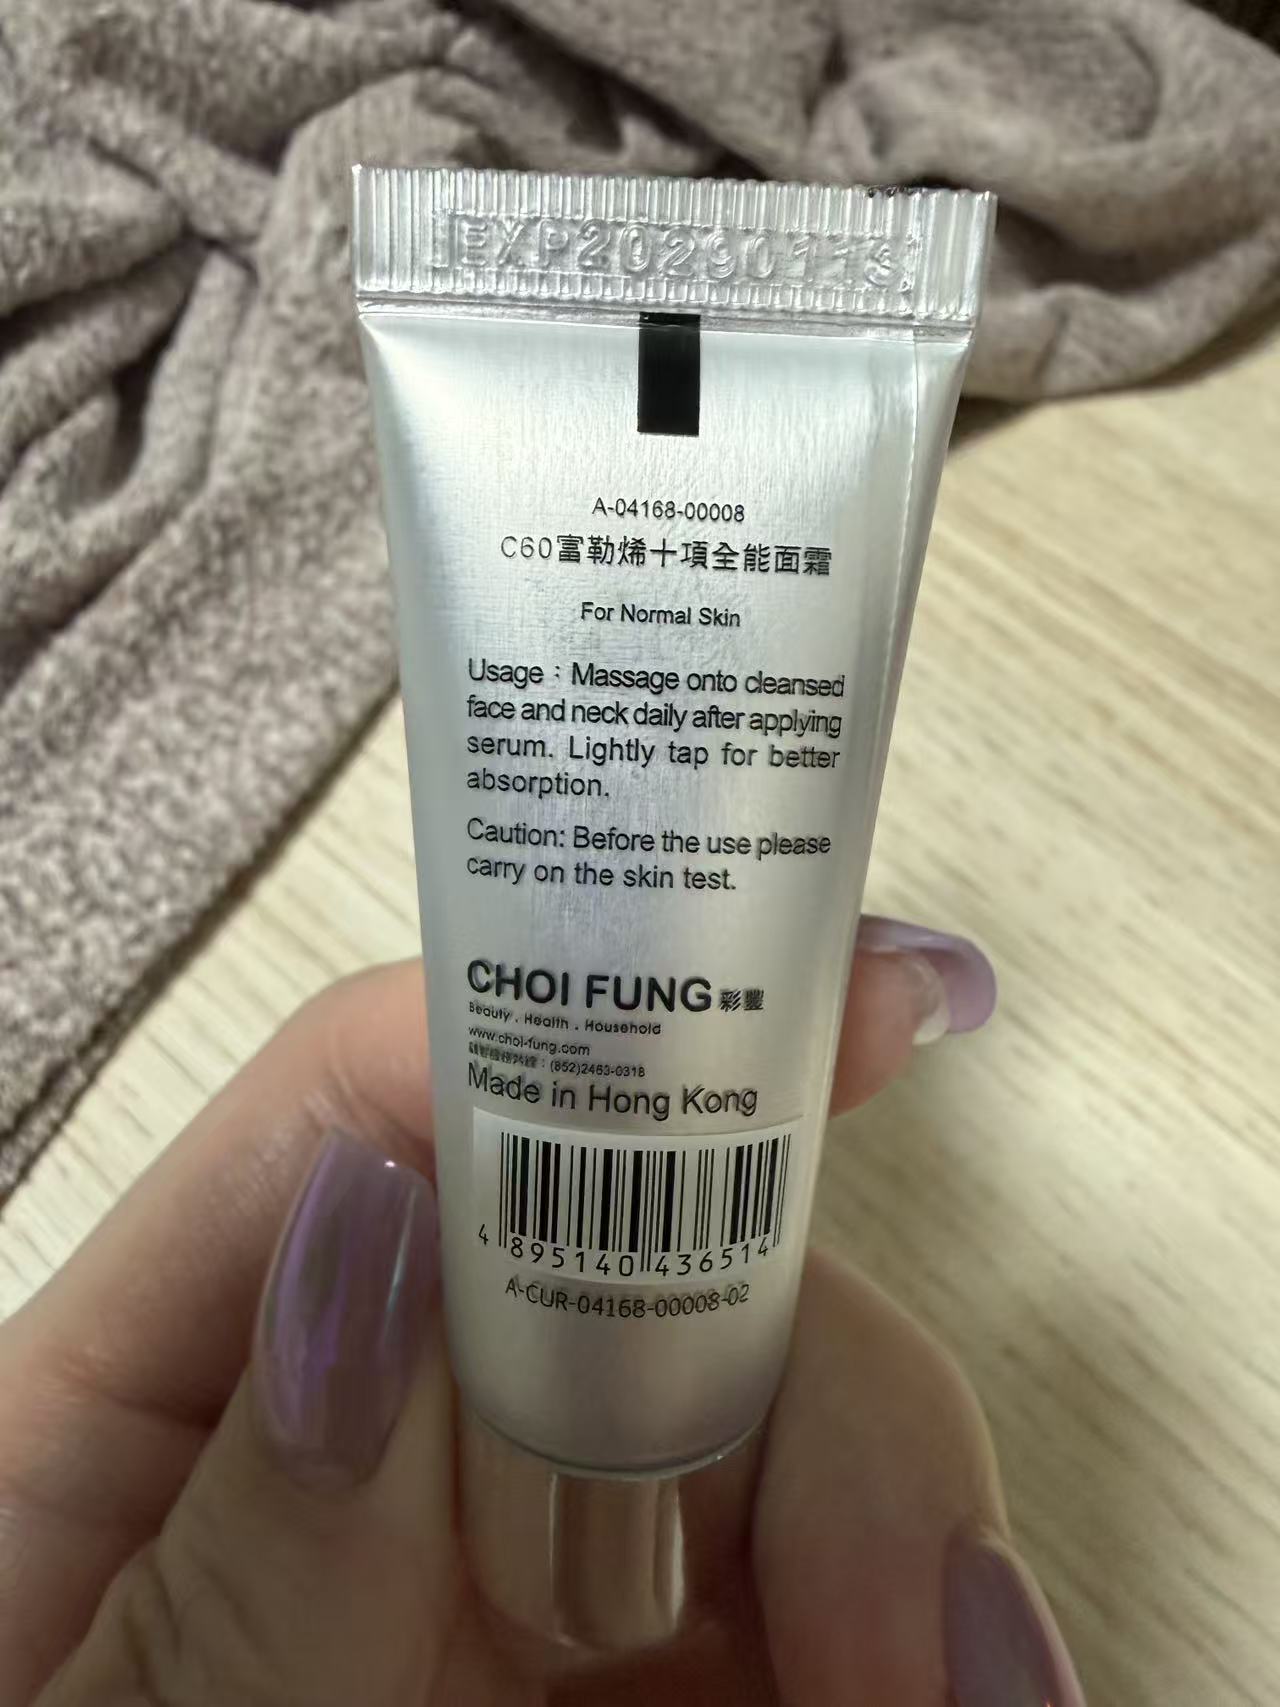 EXP20290113
A-04168-00008
C60富勒烯十項全能面霜
For Normal Skin
Usage：Massage onto cleansed
face and neck daily after applying
serum. Lightly tap for better
absorption.
Caution: Before the use please
carry on the skin test.
CHOI FUNG 彩豐
Beauty . Health . Household
www.choi-fung.com
：(852)2463-0318
Made in Hong Kong
4 895140 436514
A-CUR-04168-00008-02